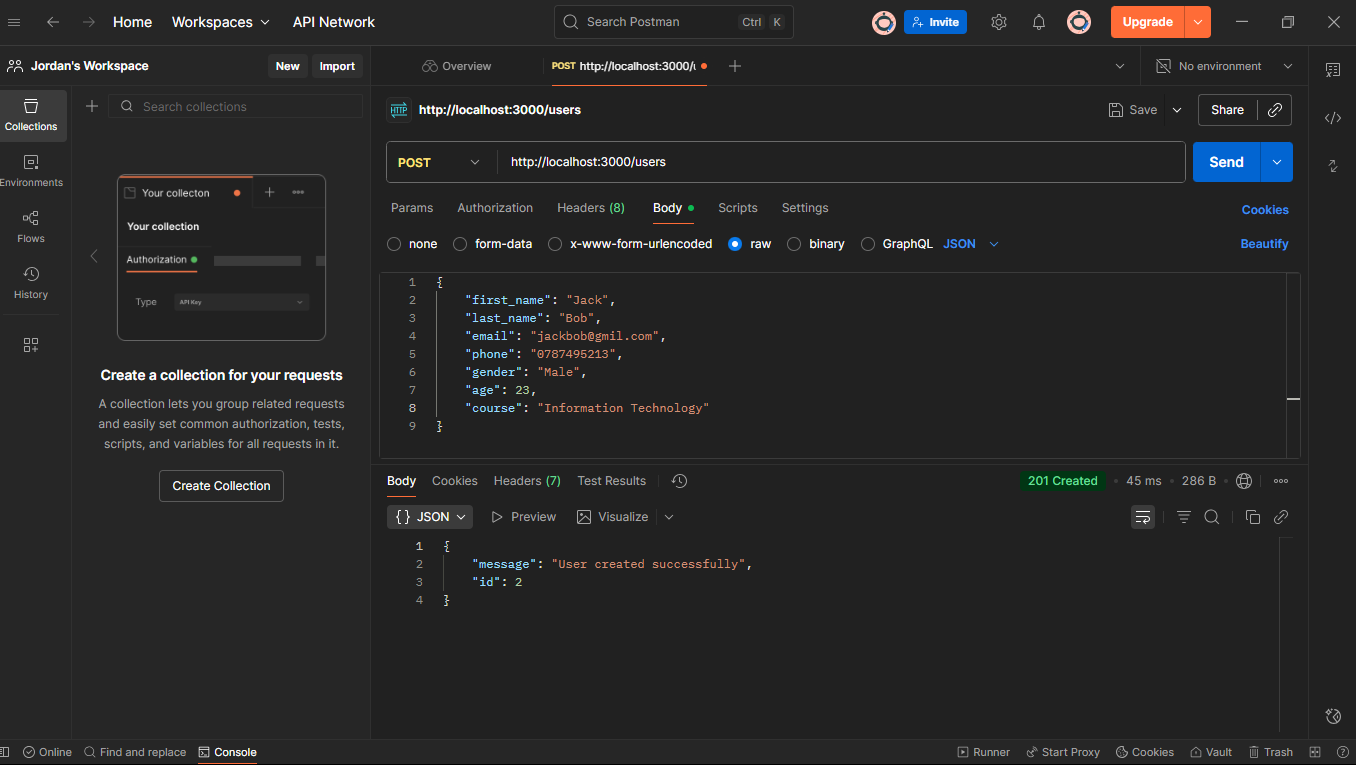 Home Workspaces API Network Search Postman Ctrl K Invite Upgrade
Jordan's Workspace New Import Overview POST http://localhost:3000/u No environment
Collections
Search collections
http://localhost:3000/users Save Share
Environments
Flows
History
Your collecton
Your collection
Authorization
Type API Key
Create a collection for your requests
A collection lets you group related requests
and easily set common authorization, tests,
scripts, and variables for all requests in it.
Create Collection
POST http://localhost:3000/users Send
Params Authorization Headers (8) Body Scripts Settings Cookies
none form-data x-www-form-urlencoded raw binary GraphQL JSON Beautify
1 {
2 "first_name": "Jack",
3 "last_name": "Bob",
4 "email": "jackbob@gmil.com",
5 "phone": "0787495213",
6 "gender": "Male",
7 "age": 23,
8 "course": "Information Technology"
9 }
Body Cookies Headers (7) Test Results 201 Created 45 ms 286 B
{} JSON Preview Visualize
1 {
2 "message": "User created successfully",
3 "id": 2
4 }
Online Find and replace Console Runner Start Proxy Cookies Vault Trash